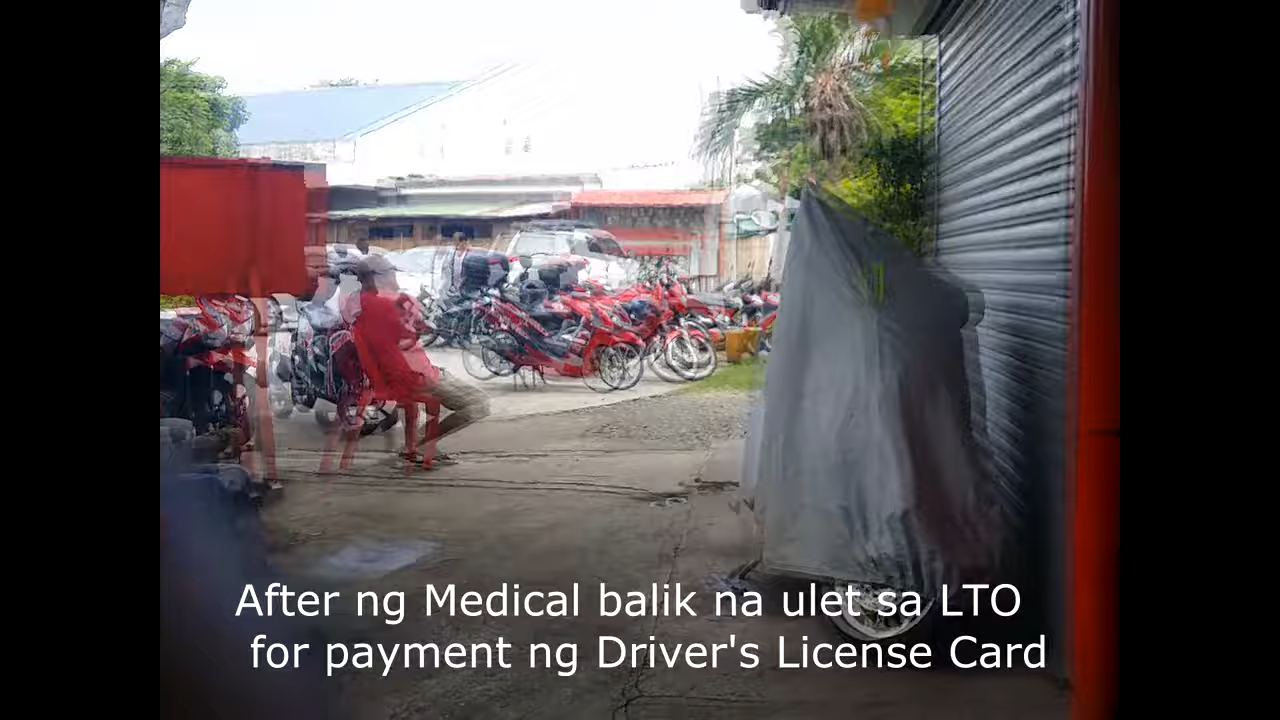 After ng Medical balik na ulet sa LTO
for payment ng Driver's License Card